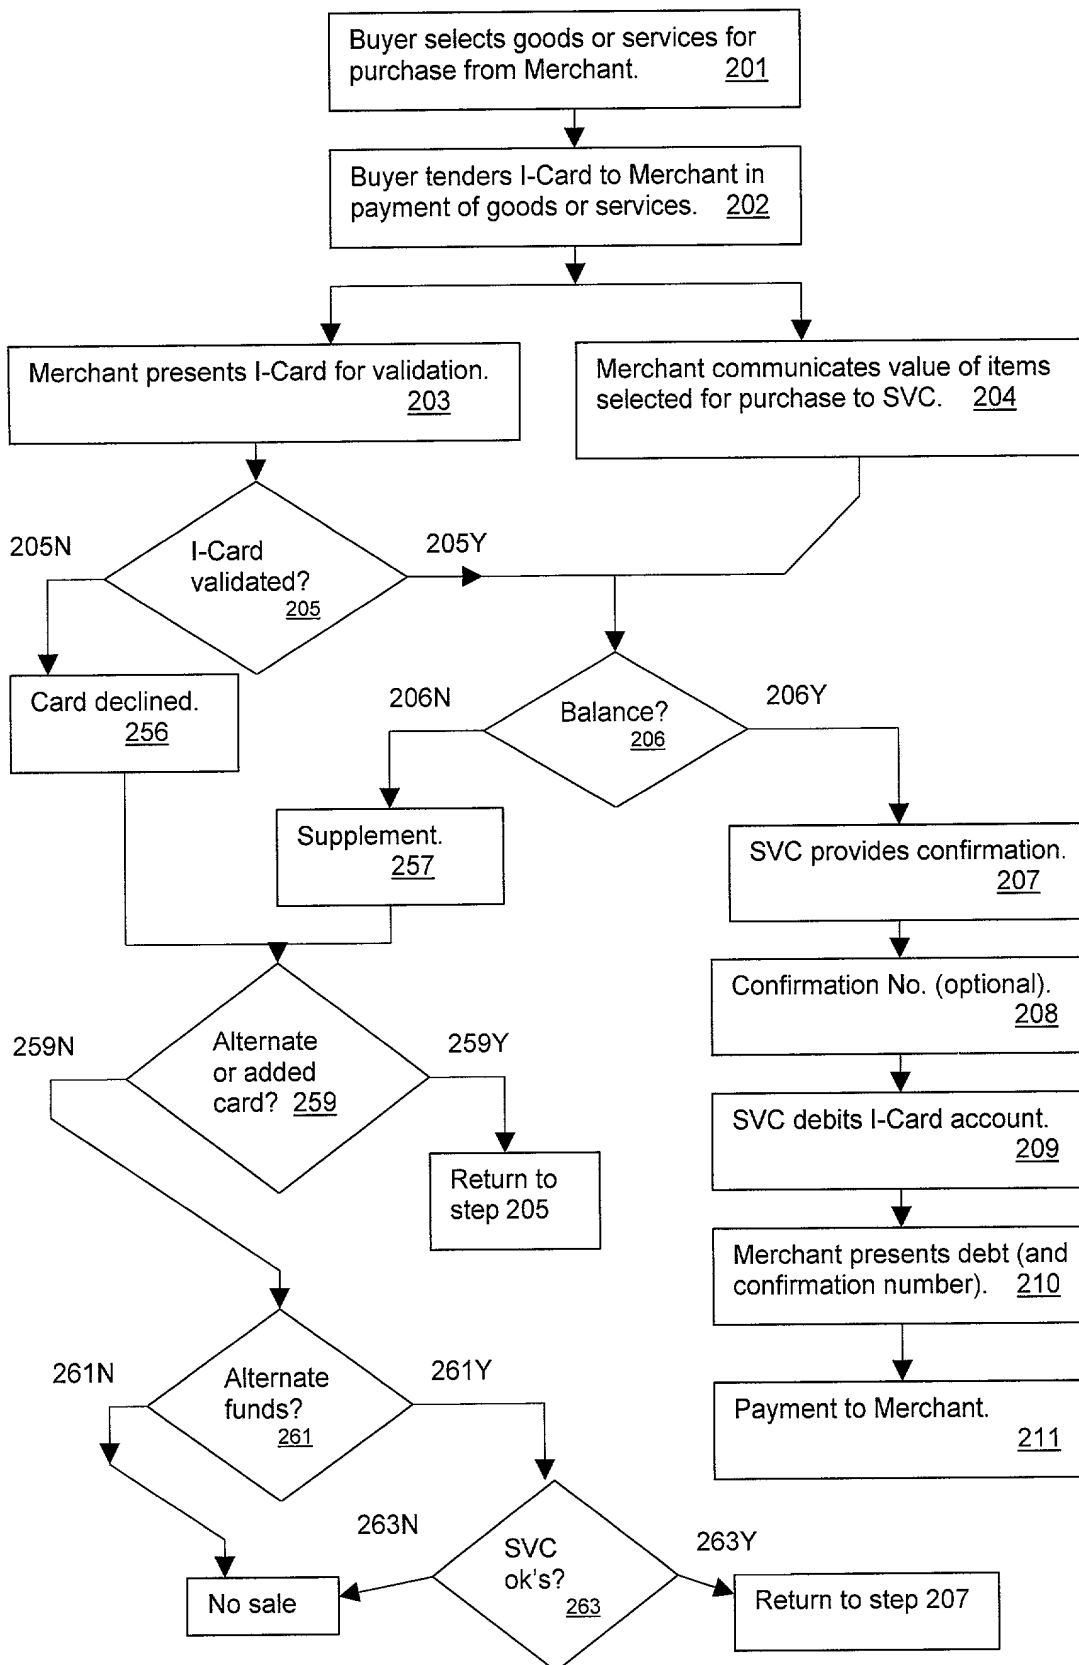 Buyer selects goods or services for
purchase from Merchant. 201
Buyer tenders I-Card to Merchant in
payment of goods or services. 202
Merchant presents I-Card for validation.
203
Merchant communicates value of items
selected for purchase to SVC. 204
205N
I-Card
validated?
205
205Y
Card declined.
256
206N
Balance?
206
206Y
Supplement.
257
SVC provides confirmation.
207
Confirmation No. (optional).
208
259N
Alternate
or added
card? 259
259Y
SVC debits I-Card account.
209
Return to
step 205
Merchant presents debt (and
confirmation number). 210
261N
Alternate
funds?
261
261Y
Payment to Merchant.
211
263N
SVC
ok's?
263
263Y
No sale
Return to step 207